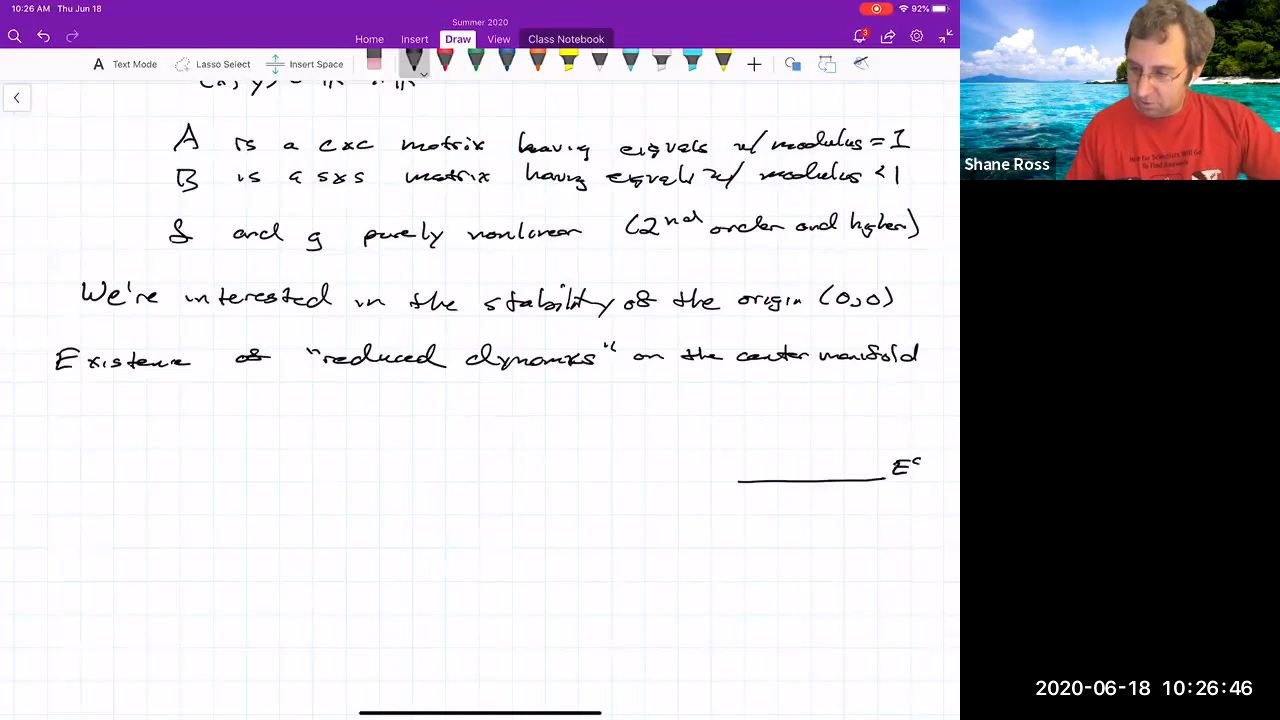 10:26 AM Thu Jun 18
92%
Summer 2020
Home Insert Draw View Class Notebook
3
A Text Mode Lasso Select Insert Space
A is a cxc matrix having eigvals w/ modulus = 1
B is a sxs matrix having eigvals w/ modulus < 1
f and g purely nonlinear (2nd order and higher)
We're interested in the stability of the origin (0,0)
Existence of "reduced dynamics" on the center manifold
E^c
Shane Ross
2020-06-18 10:26:46